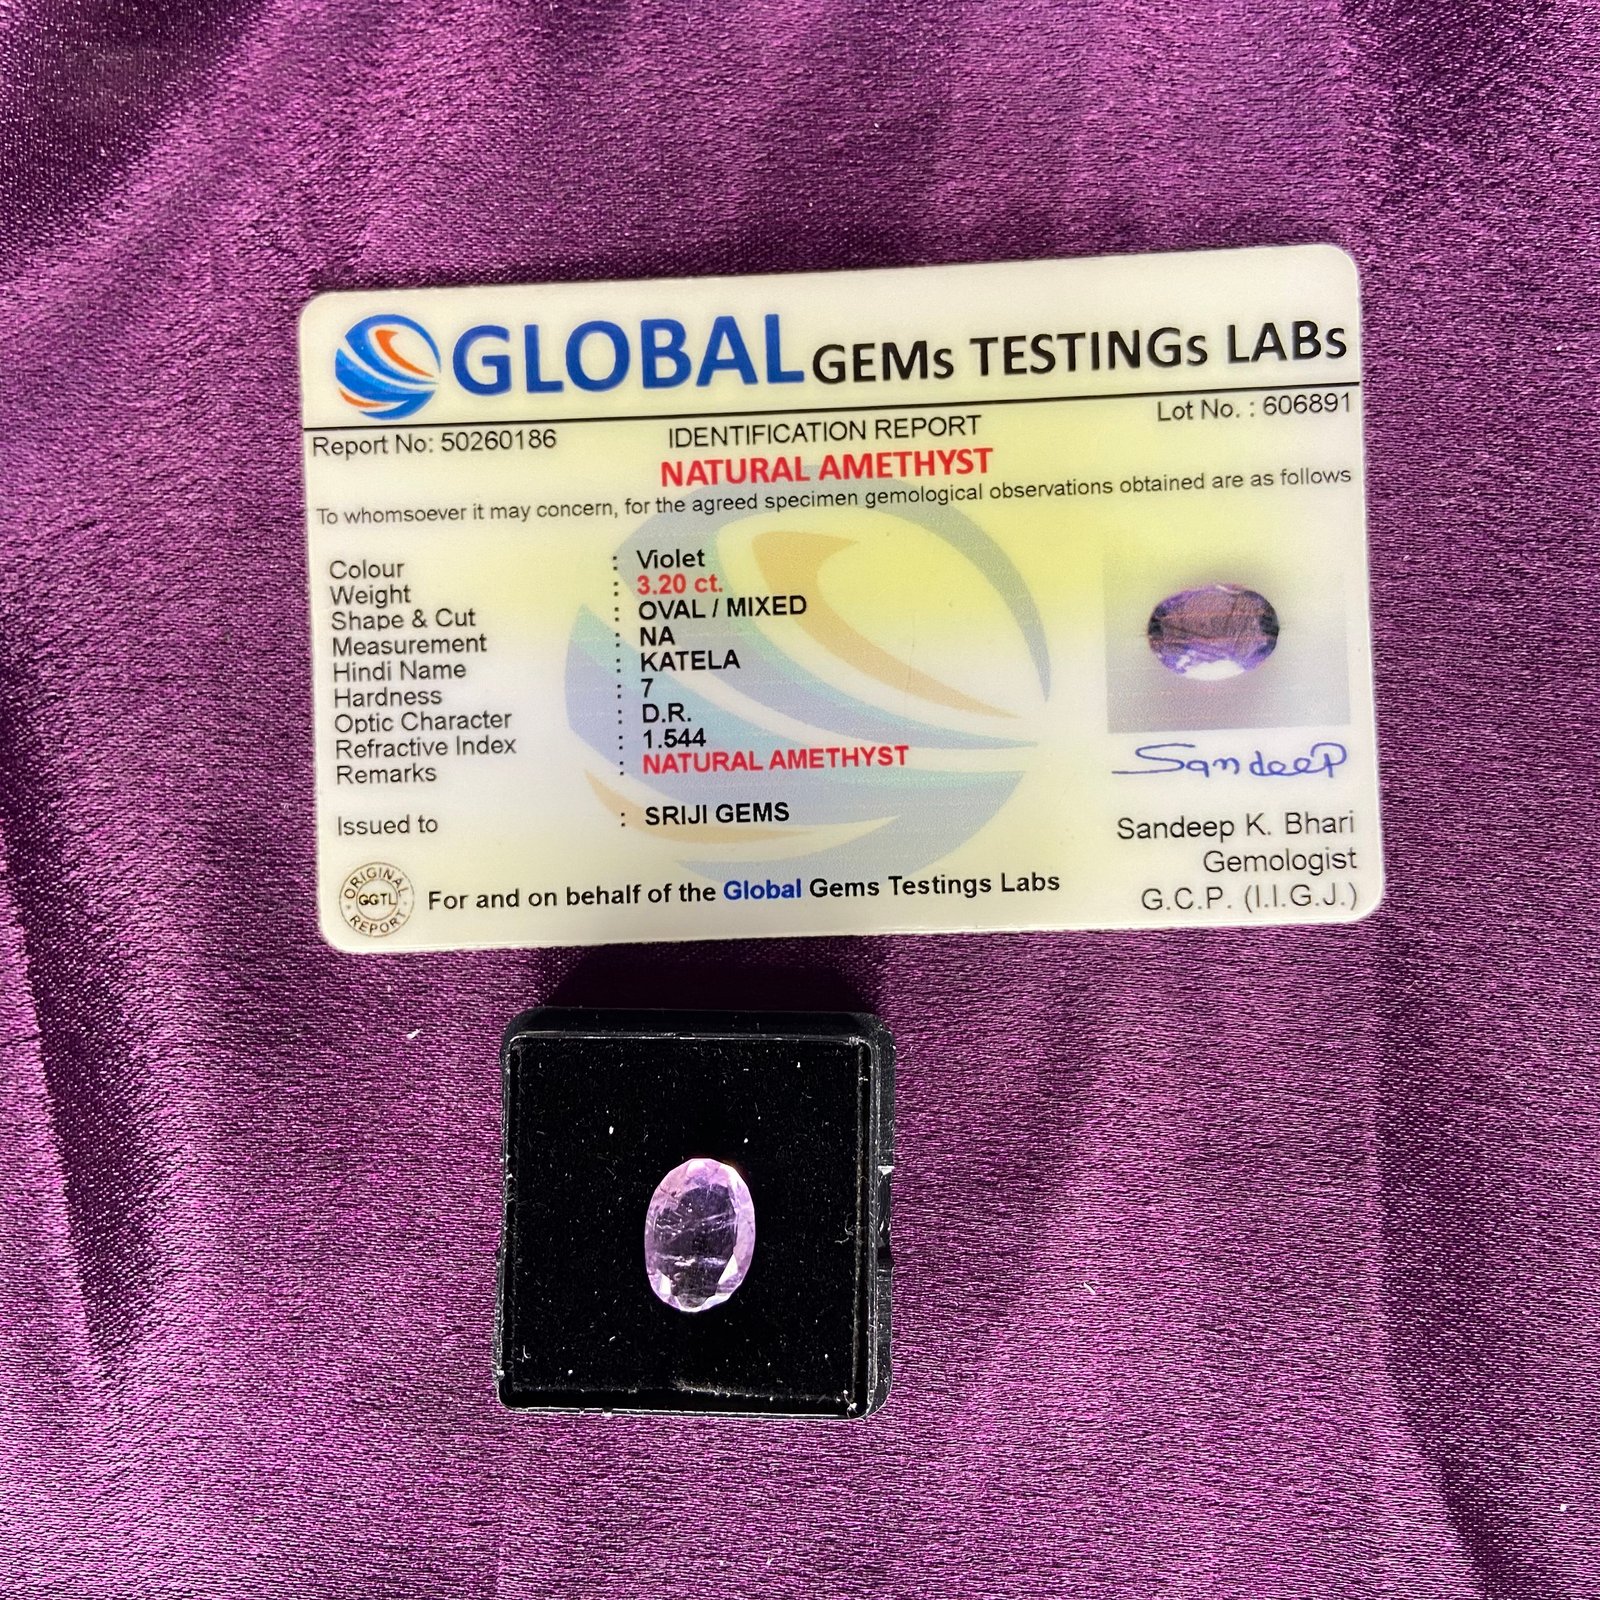 GLOBAL GEMs TESTINGs LABs
Report No: 50260186
IDENTIFICATION REPORT
Lot No. : 606891
NATURAL AMETHYST
To whomsoever it may concern, for the agreed specimen gemological observations obtained are as follows
Colour : Violet
Weight : 3.20 ct.
Shape & Cut : OVAL / MIXED
Measurement : NA
Hindi Name : KATELA
Hardness : 7
Optic Character : D.R.
Refractive Index : 1.544
Remarks : NATURAL AMETHYST
SandeeP
Issued to : SRIJI GEMS
Sandeep K. Bhari
Gemologist
G.C.P. (I.I.G.J.)
ORIGINAL
GGTL
REPORT
For and on behalf of the Global Gems Testings Labs